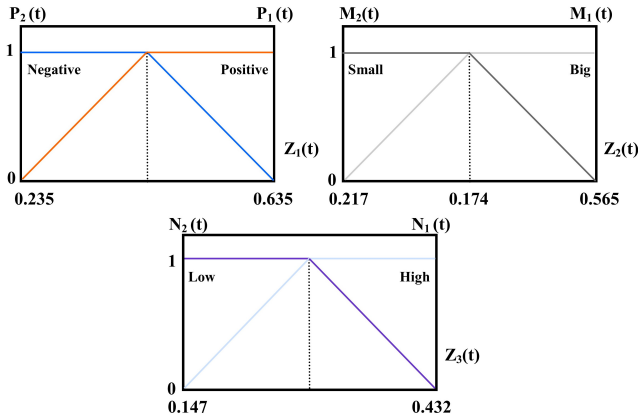 P2 (t) P1 (t)
1
Negative Positive
Z1(t)
0
0.235 0.635
M2(t) M1 (t)
1
Small Big
Z2(t)
0
0.217 0.174 0.565
N2 (t) N1 (t)
1
Low High
Z3(t)
0
0.147 0.432